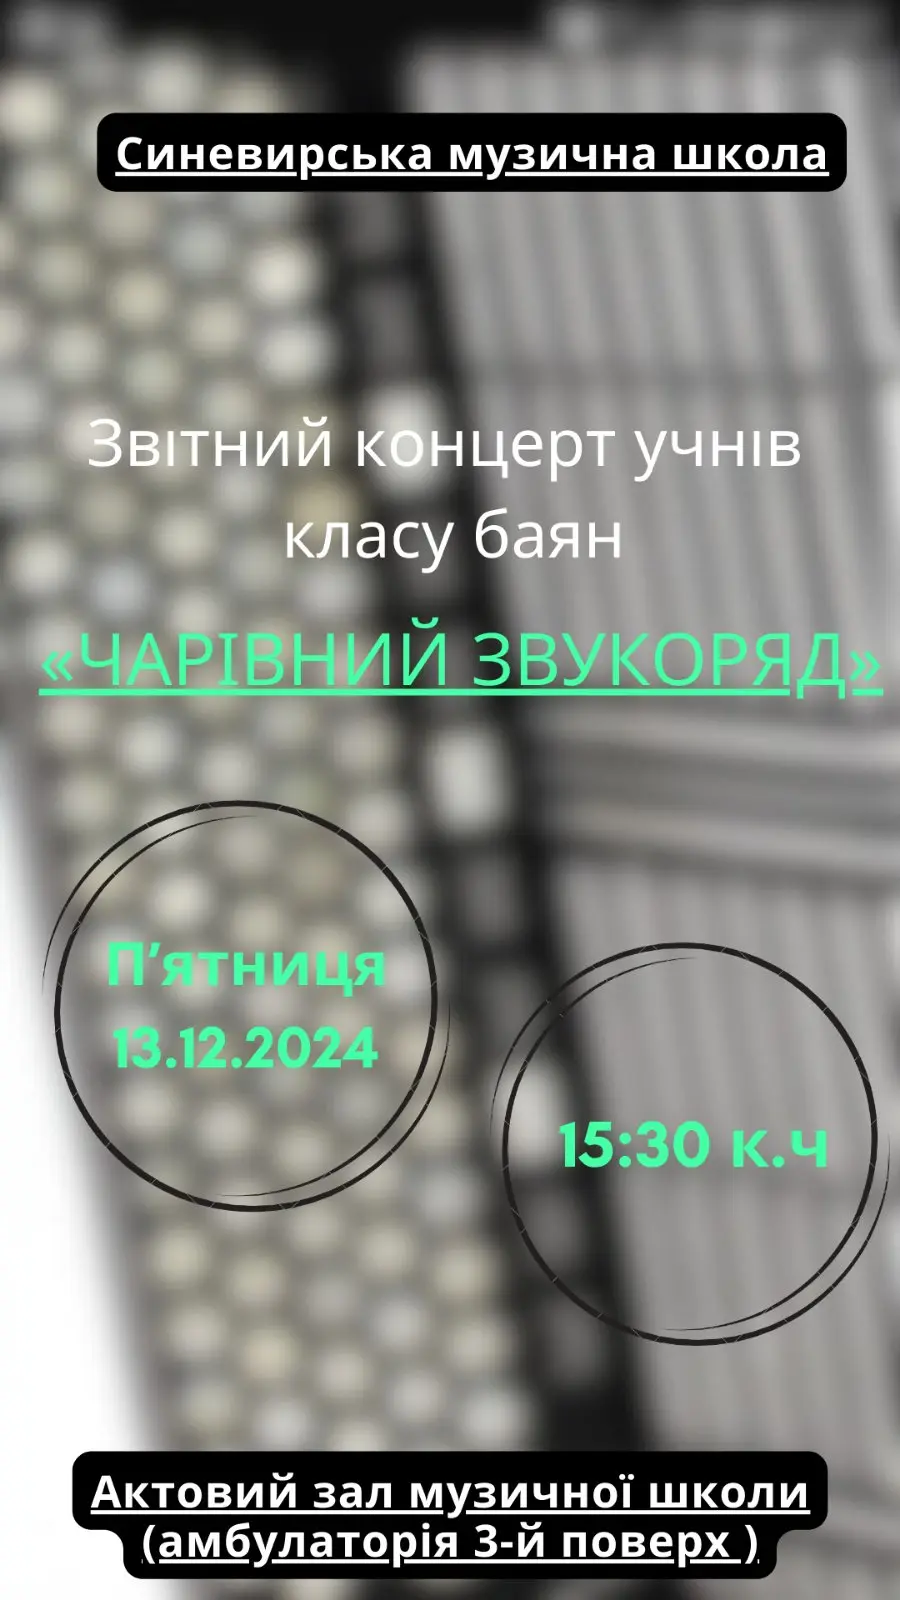 Синевирська музична школа
Звітний концерт учнів
класу баян
«ЧАРІВНИЙ ЗВУКОРЯД»
П’ятниця
13.12.2024
15:30 к.ч
Актовий зал музичної школи
(амбулаторія 3-й поверх )